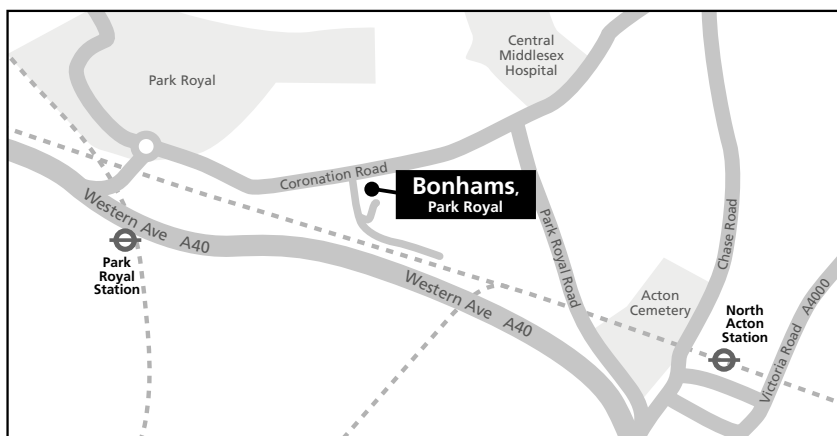 Central
Middlesex
Hospital
Park Royal
Coronation Road
Bonhams,
Park Royal
Western Ave A40
Park
Royal
Station
Park Royal Road
Chase Road
Western Ave A40
Acton
Cemetery
North
Acton
Station
Victoria Road A4000